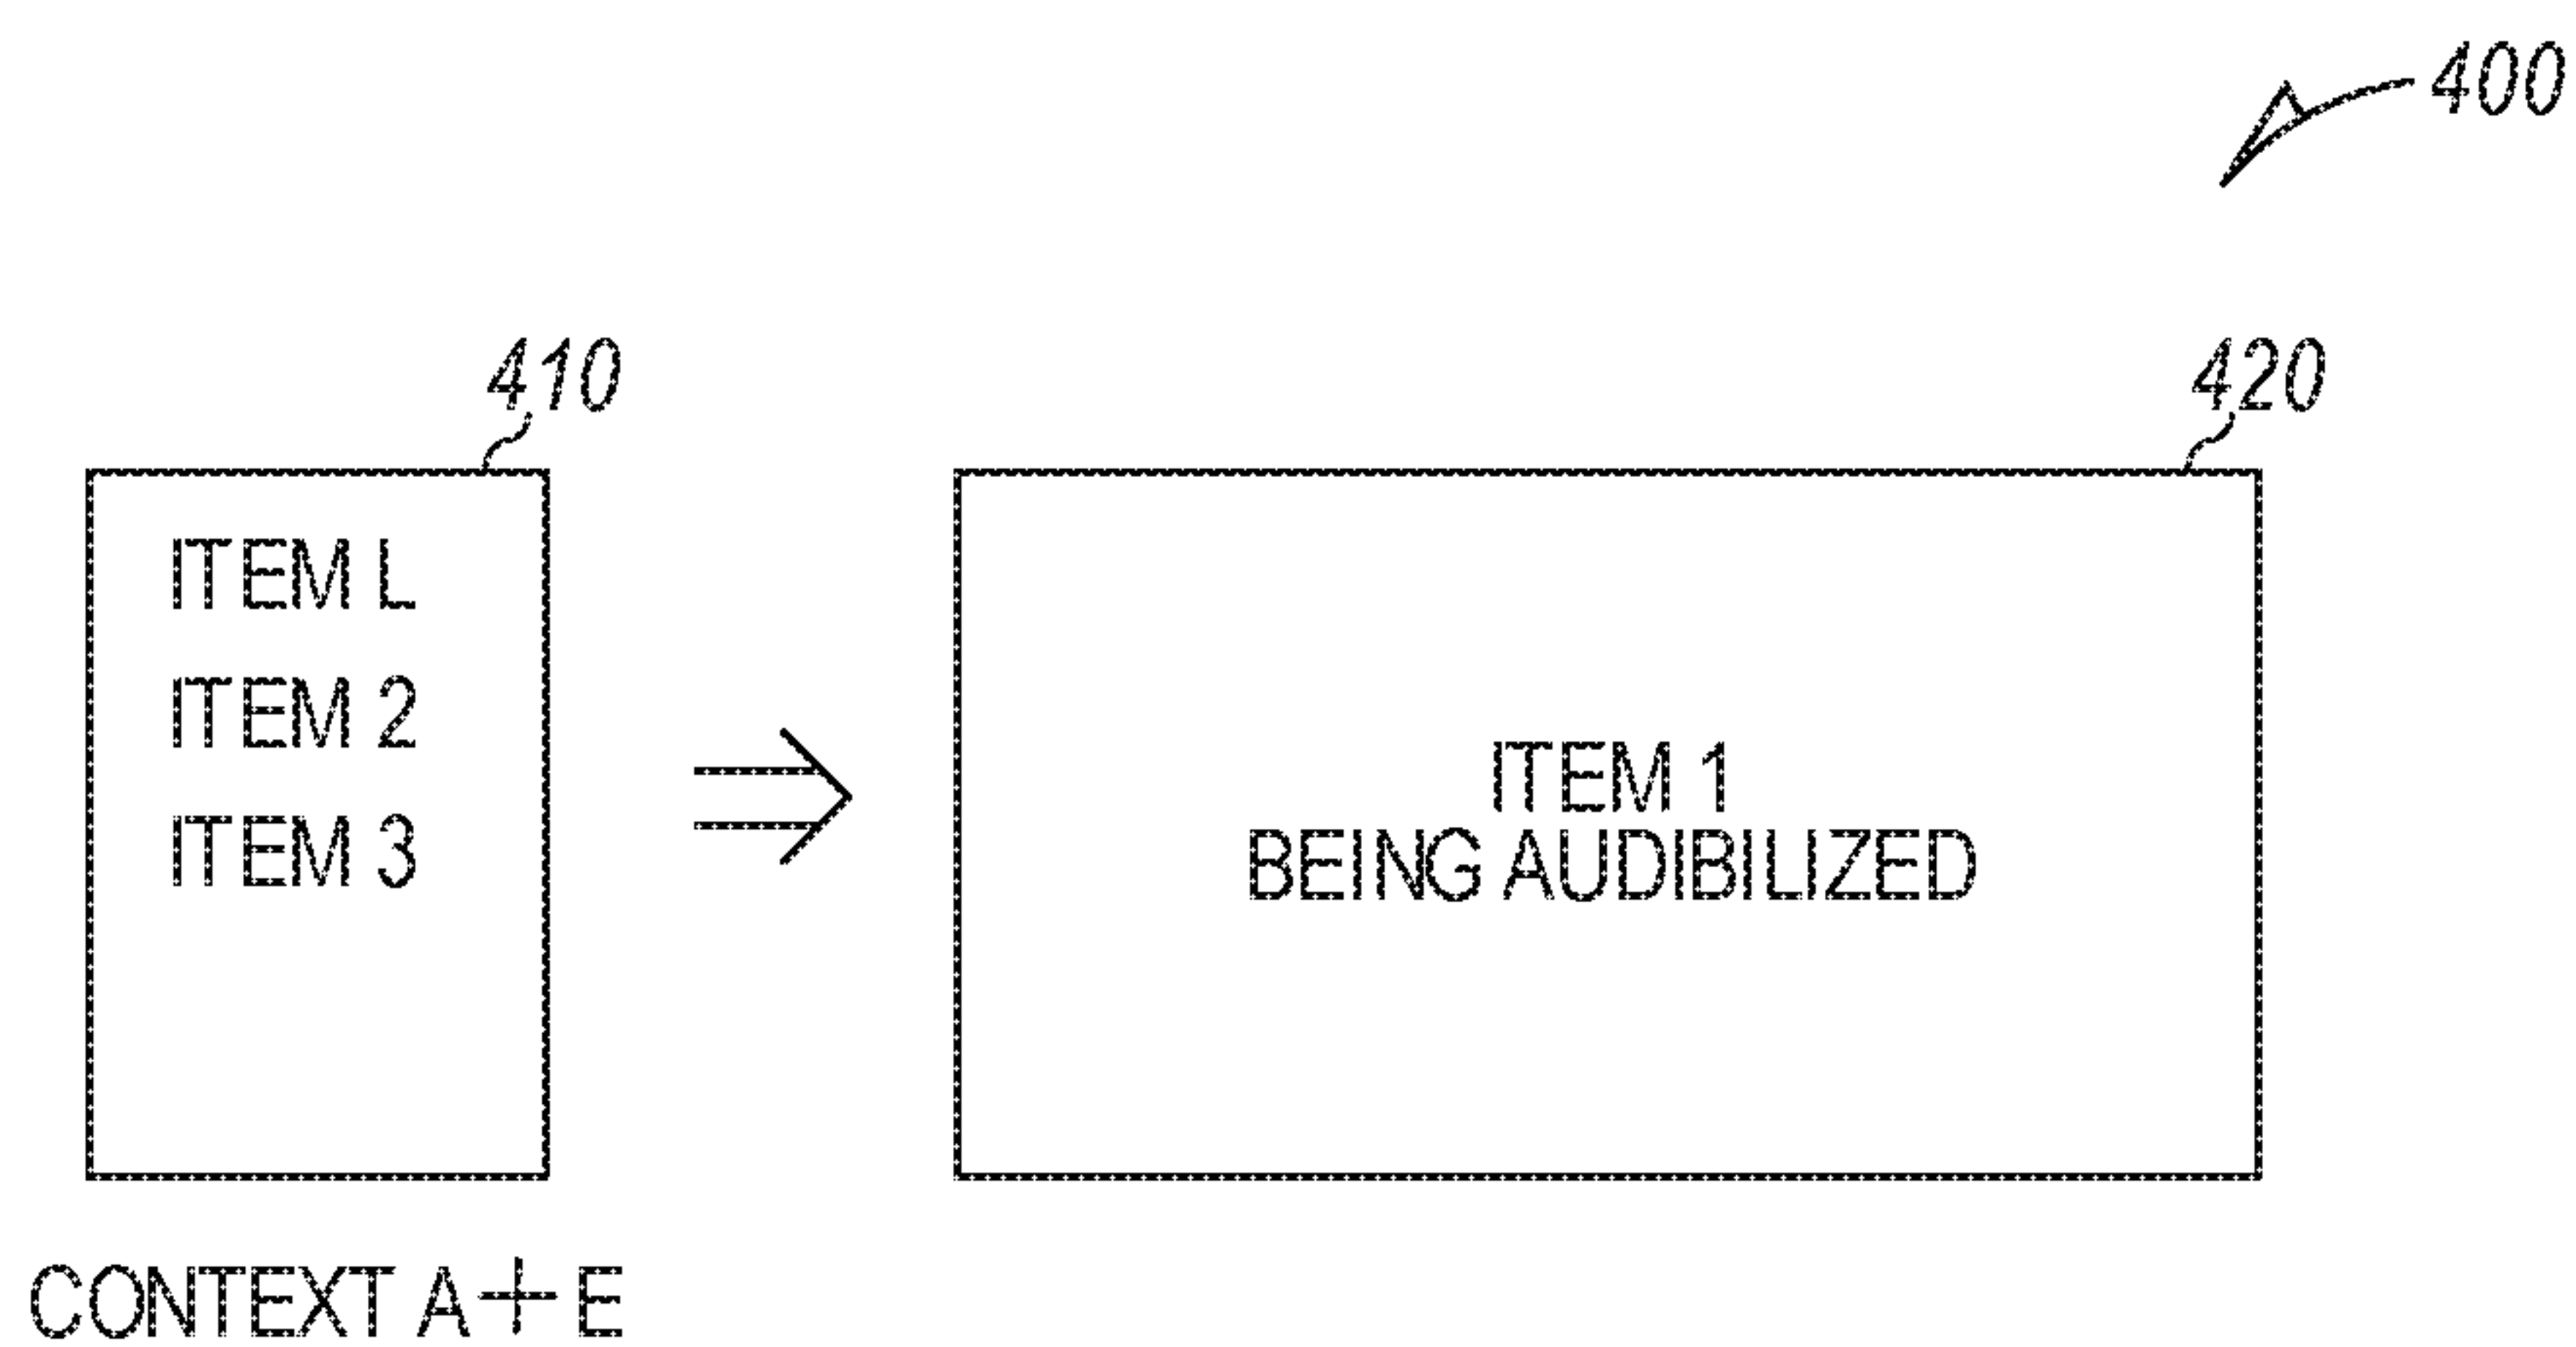 400
410
420
ITEM L
ITEM 2
ITEM 3
ITEM 1
BEING AUDIBILIZED
CONTEXT A+E